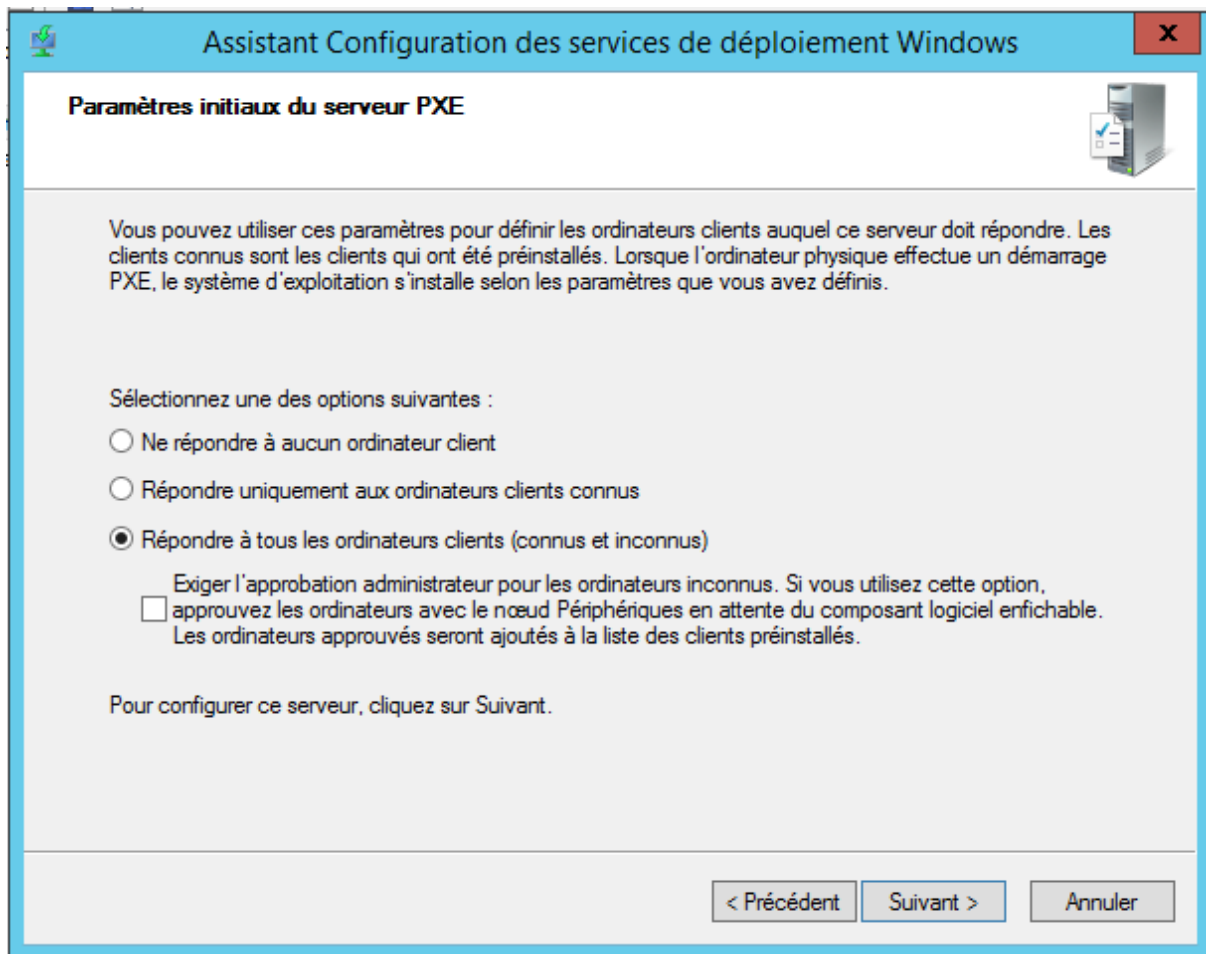 Assistant Configuration des services de déploiement Windows
x
Paramètres initiaux du serveur PXE
Vous pouvez utiliser ces paramètres pour définir les ordinateurs clients auquel ce serveur doit répondre. Les
clients connus sont les clients qui ont été préinstallés. Lorsque l'ordinateur physique effectue un démarrage
PXE, le système d'exploitation s'installe selon les paramètres que vous avez définis.
Sélectionnez une des options suivantes :
Ne répondre à aucun ordinateur client
Répondre uniquement aux ordinateurs clients connus
Répondre à tous les ordinateurs clients (connus et inconnus)
Exiger l'approbation administrateur pour les ordinateurs inconnus. Si vous utilisez cette option,
approuvez les ordinateurs avec le nœud Périphériques en attente du composant logiciel enfichable.
Les ordinateurs approuvés seront ajoutés à la liste des clients préinstallés.
Pour configurer ce serveur, cliquez sur Suivant.
< Précédent
Suivant >
Annuler